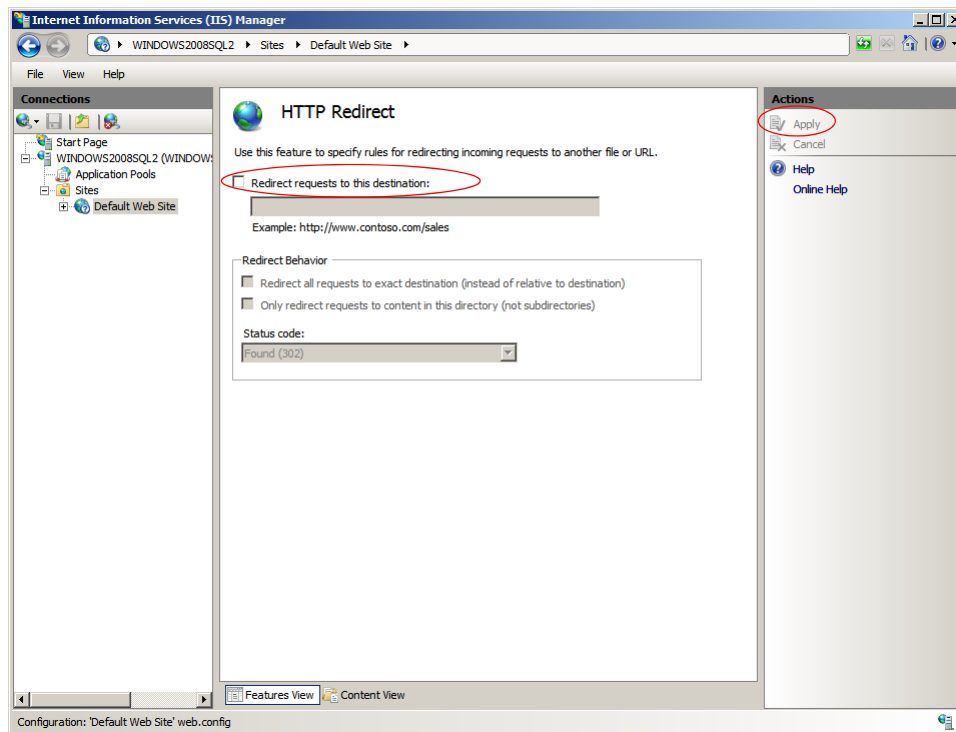 Internet Information Services (IIS) Manager
WINDOWS2008SQL2 Sites Default Web Site
File View Help
Connections
Start Page
WINDOWS2008SQL2 (WINDOW
Application Pools
Sites
Default Web Site
HTTP Redirect
Use this feature to specify rules for redirecting incoming requests to another file or URL.
Redirect requests to this destination:
Example: http://www.contoso.com/sales
Redirect Behavior
Redirect all requests to exact destination (instead of relative to destination)
Only redirect requests to content in this directory (not subdirectories)
Status code:
Found (302)
Features View Content View
Actions
Apply
Cancel
Help
Online Help
Configuration: 'Default Web Site' web.config